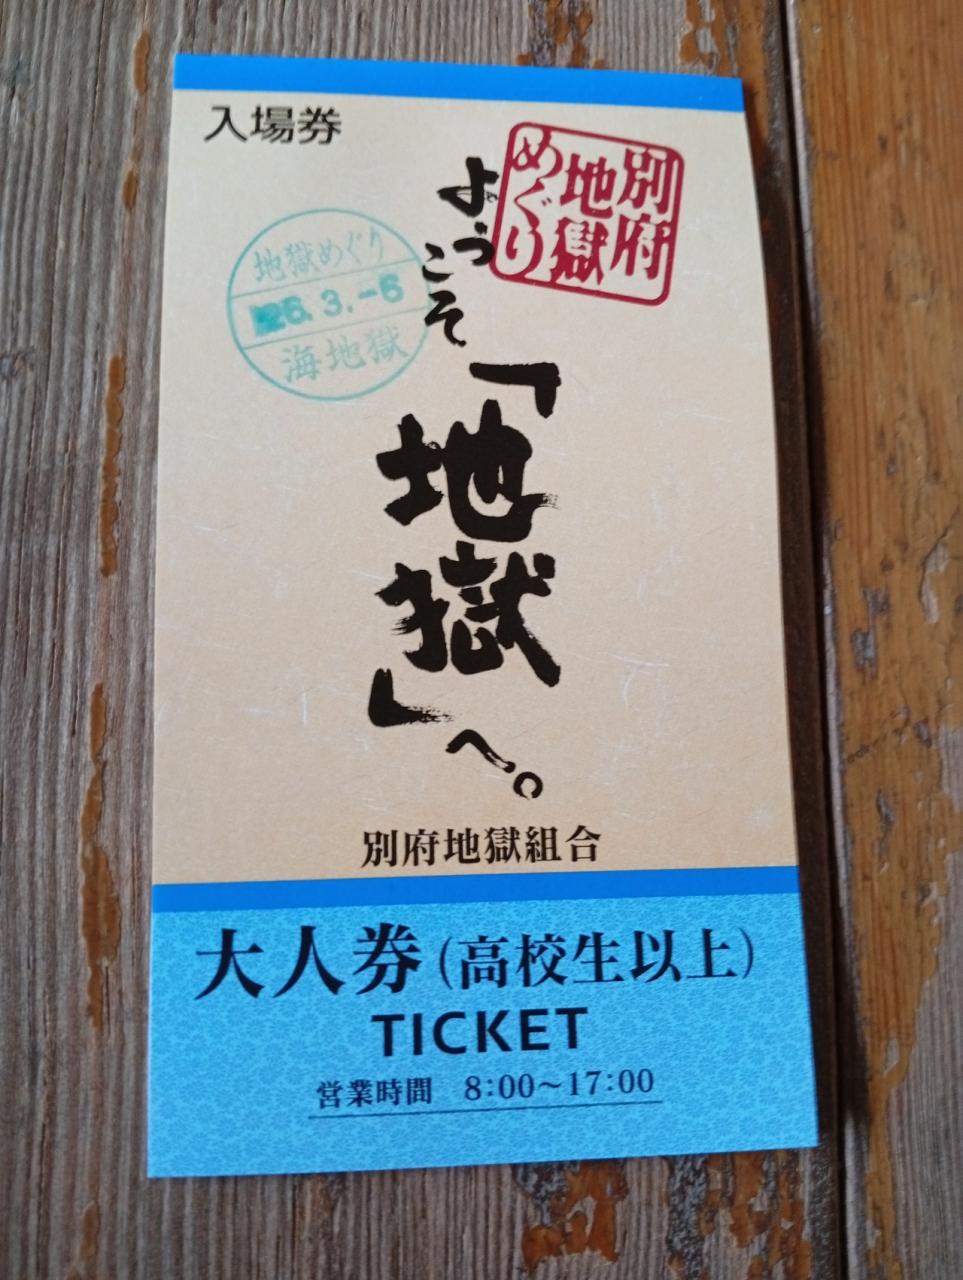 入場券
別府
地獄
めぐり
地獄めぐり
26.3.-6
海地獄
ようこそ
「地獄」
へ。
別府地獄組合
大人券(高校生以上)
TICKET
営業時間 8:00〜17:00